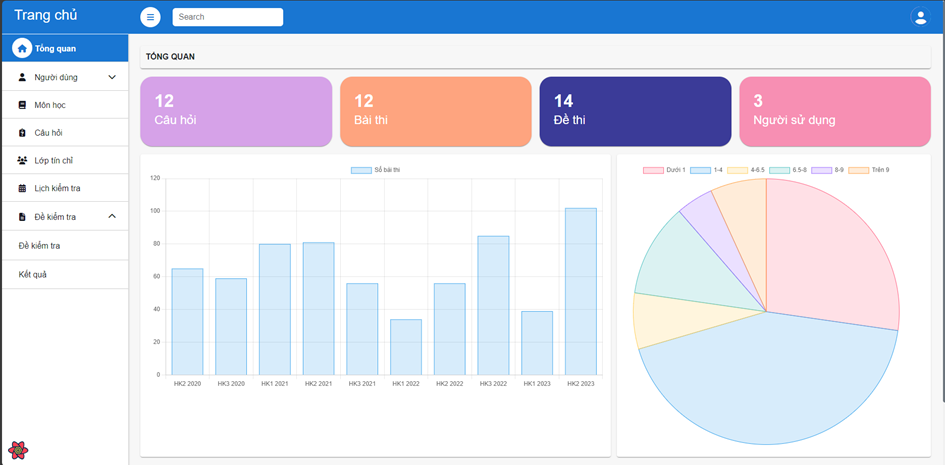 Trang chủ
Search
Tổng quan
Người dùng
Môn học
Câu hỏi
Lớp tín chỉ
Lịch kiểm tra
Đề kiểm tra
Đề kiểm tra
Kết quả
TỔNG QUAN
12
Câu hỏi
12
Bài thi
14
Đề thi
3
Người sử dụng
Số bài thi
120
100
80
60
40
20
0
HK2 2020 HK3 2020 HK1 2021 HK2 2021 HK3 2021 HK1 2022 HK2 2022 HK3 2022 HK1 2023 HK2 2023
Dưới 1 1-4 4-6.5 6.5-8 8-9 Trên 9